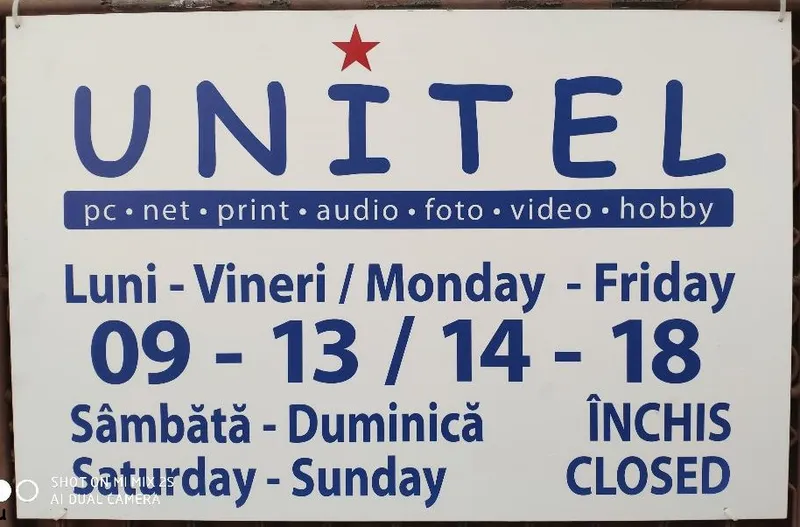 UNITEL
pc • net • print • audio • foto • video • hobby
Luni - Vineri / Monday - Friday
09 - 13 / 14 - 18
Sâmbătă - Duminică ÎNCHIS
Saturday - Sunday CLOSED
SHOT ON MI MIX 2S
AI DUAL CAMERA